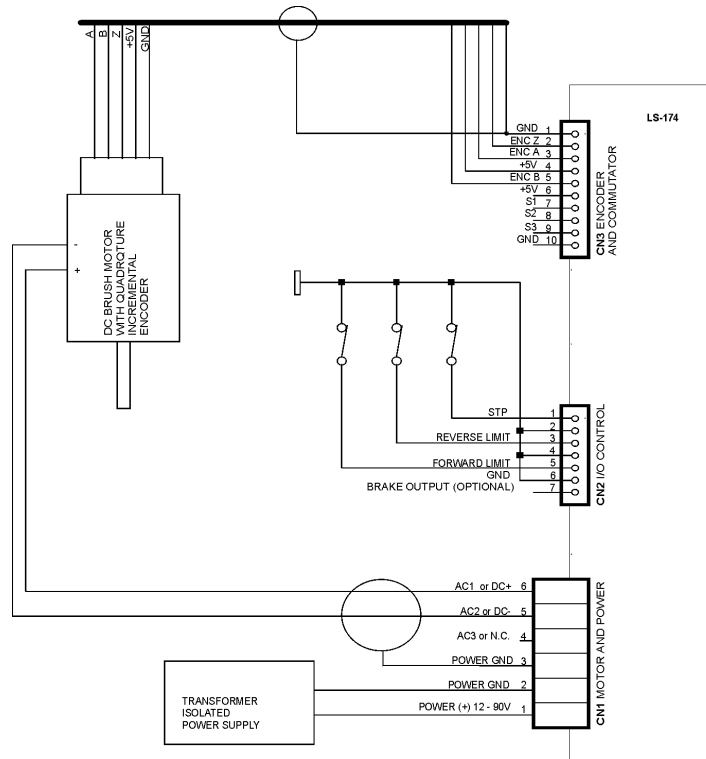 A
B
Z
+5V
GND
LS-174
GND 1
ENC Z 2
ENC A 3
+5V 4
ENC B 5
+5V 6
S1 7
S2 8
S3 9
GND 10
CN3 ENCODER
AND COMMUTATOR
-
+
DC BRUSH MOTOR
WITH QUADRQTURE
INCREMENTAL
ENCODER
STP 1
2
REVERSE LIMIT 3
4
FORWARD LIMIT 5
GND 6
BRAKE OUTPUT (OPTIONAL) 7
CN2 I/O CONTROL
AC1 or DC+ 6
AC2 or DC- 5
AC3 or N.C. 4
POWER GND 3
POWER GND 2
POWER (+) 12 - 90V 1
CN1 MOTOR AND POWER
TRANSFORMER
ISOLATED
POWER SUPPLY